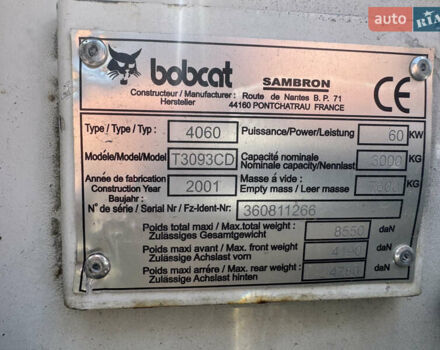 auto RIA
bobcat
SAMBRON
Constructeur / Manufacturer : Route de Nantes B.P. 71
Hersteller 44160 PONTCHATRAU FRANCE
CE
Type / Type / Typ : 4060 Puissance/Power/Leistung 60 KW
Modéle/Model/Model T3093CD Capacité nominale
Nominale capacity/Nennlast 3000 KG
Année de fabrication
Construction Year
Baujahr : 2001 Masse á vide :
Empty mass / Leer masse KG
N° de série / Serial Nr / Fz-Ident-Nr: 360811266
Poids total maxi / Max.total weight :
Zulässiges Gesamtgewicht 8550 daN
Poids maxi avant / Max. front weight
Zulässige Achslast vorn daN
Poids maxi arrére / Max. rear weight
Zulässige Achslast hinten daN